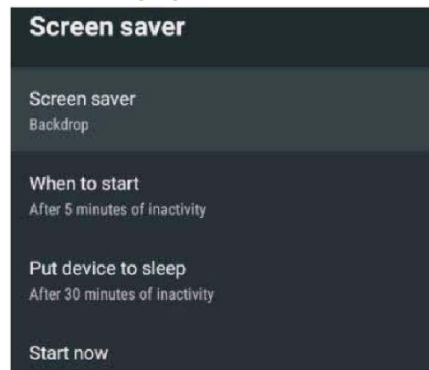 Screen saver
Screen saver
Backdrop
When to start
After 5 minutes of inactivity
Put device to sleep
After 30 minutes of inactivity
Start now